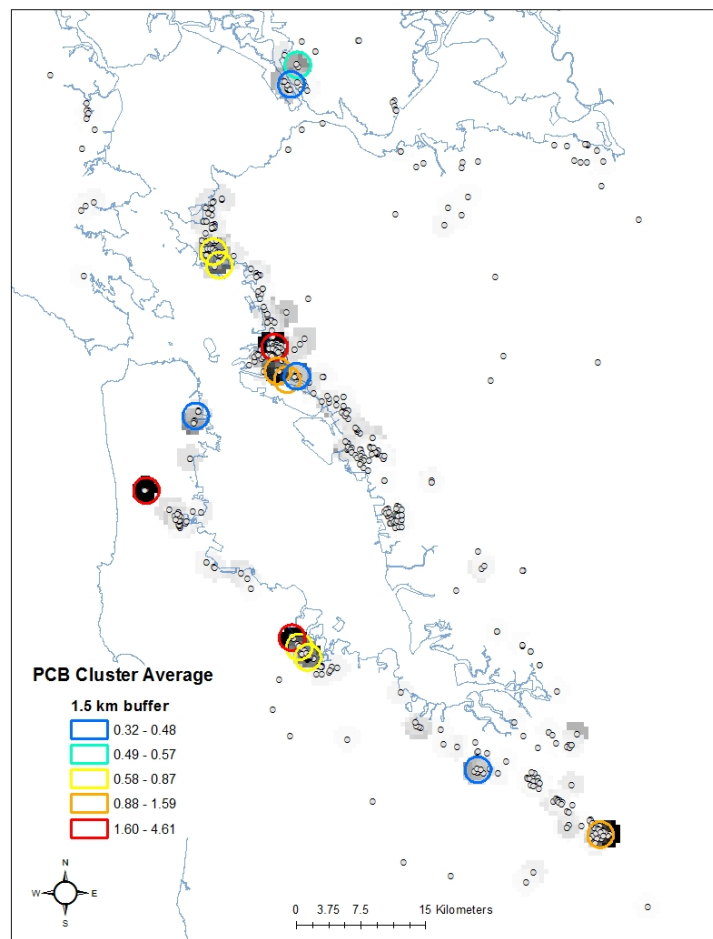 PCB Cluster Average
1.5 km buffer
0.32 - 0.48
0.49 - 0.57
0.58 - 0.87
0.88 - 1.59
1.60 - 4.61
N
W E
S
0 3.75 7.5 15 Kilometers